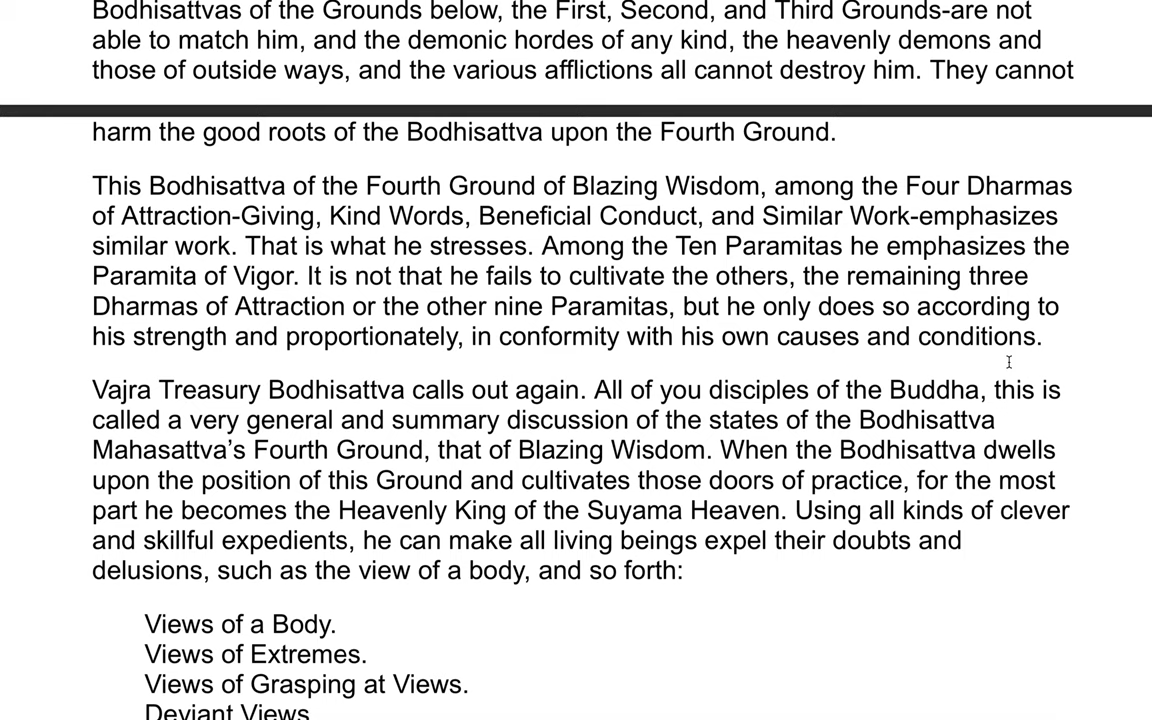 Bodhisattvas of the Grounds below, the First, Second, and Third Grounds-are not
able to match him, and the demonic hordes of any kind, the heavenly demons and
those of outside ways, and the various afflictions all cannot destroy him. They cannot
harm the good roots of the Bodhisattva upon the Fourth Ground.
This Bodhisattva of the Fourth Ground of Blazing Wisdom, among the Four Dharmas
of Attraction-Giving, Kind Words, Beneficial Conduct, and Similar Work-emphasizes
similar work. That is what he stresses. Among the Ten Paramitas he emphasizes the
Paramita of Vigor. It is not that he fails to cultivate the others, the remaining three
Dharmas of Attraction or the other nine Paramitas, but he only does so according to
his strength and proportionately, in conformity with his own causes and conditions.
Vajra Treasury Bodhisattva calls out again. All of you disciples of the Buddha, this is
called a very general and summary discussion of the states of the Bodhisattva
Mahasattva’s Fourth Ground, that of Blazing Wisdom. When the Bodhisattva dwells
upon the position of this Ground and cultivates those doors of practice, for the most
part he becomes the Heavenly King of the Suyama Heaven. Using all kinds of clever
and skillful expedients, he can make all living beings expel their doubts and
delusions, such as the view of a body, and so forth:
Views of a Body.
Views of Extremes.
Views of Grasping at Views.
Deviant Views